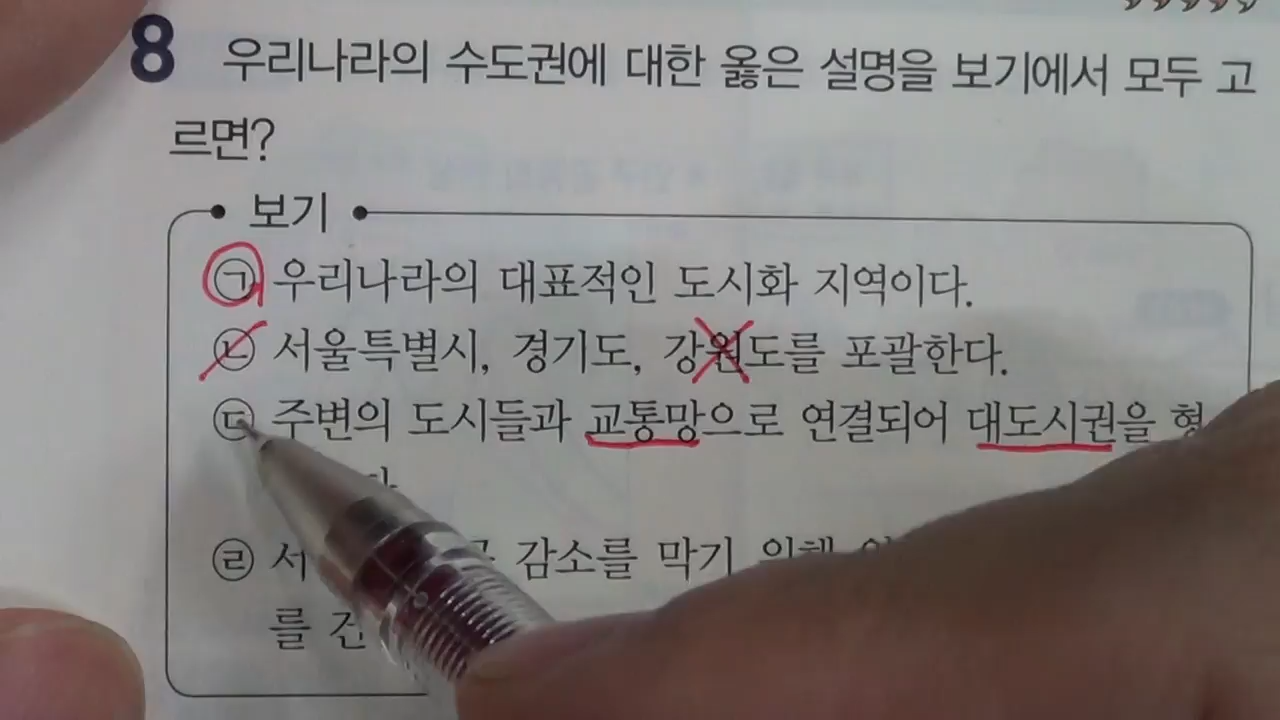 8 우리나라의 수도권에 대한 옳은 설명을 보기에서 모두 고
르면?
보기
㉠ 우리나라의 대표적인 도시화 지역이다.
㉡ 서울특별시, 경기도, 강원도를 포괄한다.
㉢ 주변의 도시들과 교통망으로 연결되어 대도시권을 형
㉣ 서 감소를 막기 위해
를 건